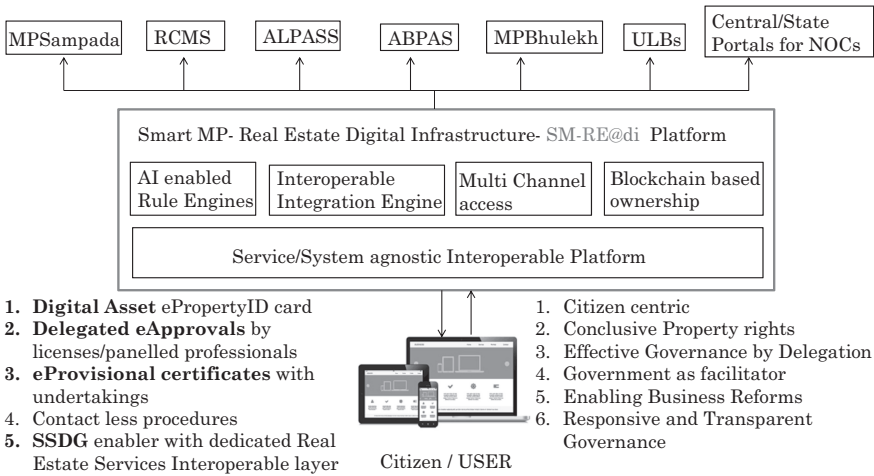 MPSampada
RCMS
ALPASS
ABPAS
MPBhulekh
ULBs
Central/State
Portals for NOCs
Smart MP- Real Estate Digital Infrastructure- SM-RE@di Platform
AI enabled
Rule Engines
Interoperable
Integration Engine
Multi Channel
access
Blockchain based
ownership
Service/System agnostic Interoperable Platform
1. Digital Asset ePropertyID card
2. Delegated eApprovals by
licenses/panelled professionals
3. eProvisional certificates with
undertakings
4. Contact less procedures
5. SSDG enabler with dedicated Real
Estate Services Interoperable layer
Citizen / USER
1. Citizen centric
2. Conclusive Property rights
3. Effective Governance by Delegation
4. Government as facilitator
5. Enabling Business Reforms
6. Responsive and Transparent
Governance